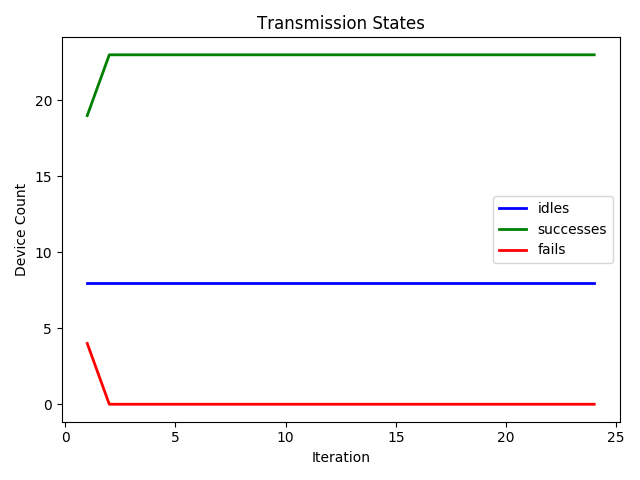 Transmission States
Device Count
20
15
10
5
0
idles
successes
fails
0 5 10 15 20 25
Iteration